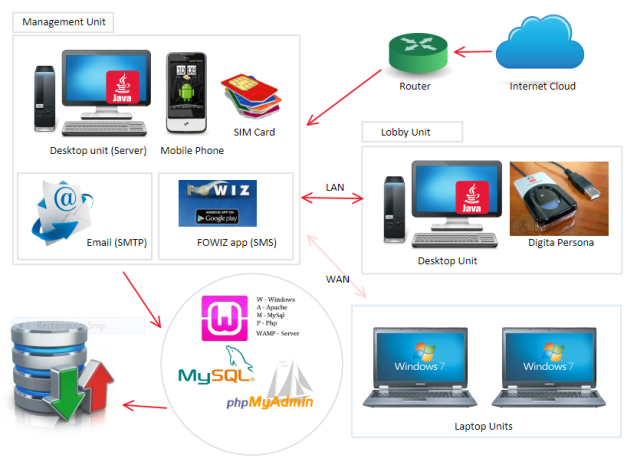 Management Unit
Java
Desktop unit (Server)
Mobile Phone
SIM Card
Router
Internet Cloud
Lobby Unit
Java
Desktop Unit
Digita Persona
LAN
Email (SMTP)
FOWIZ
ANDROID APP ON
Google play
FOWIZ app (SMS)
WAN
Rectangular Snip
W - Windows
A - Apache
M - MySql
P - Php
WAMP - Server
MySQL
phpMyAdmin
Windows 7
Windows 7
Laptop Units